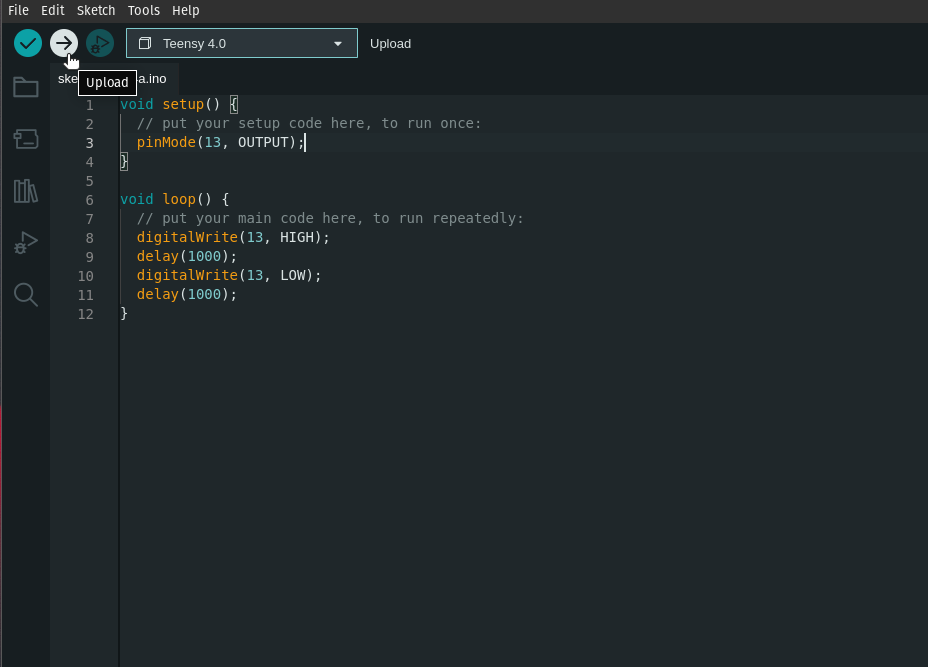 File Edit Sketch Tools Help
Teensy 4.0 Upload
Upload
ske a.ino
1 void setup() {
2 // put your setup code here, to run once:
3 pinMode(13, OUTPUT);
4 }
5
6 void loop() {
7 // put your main code here, to run repeatedly:
8 digitalWrite(13, HIGH);
9 delay(1000);
10 digitalWrite(13, LOW);
11 delay(1000);
12 }